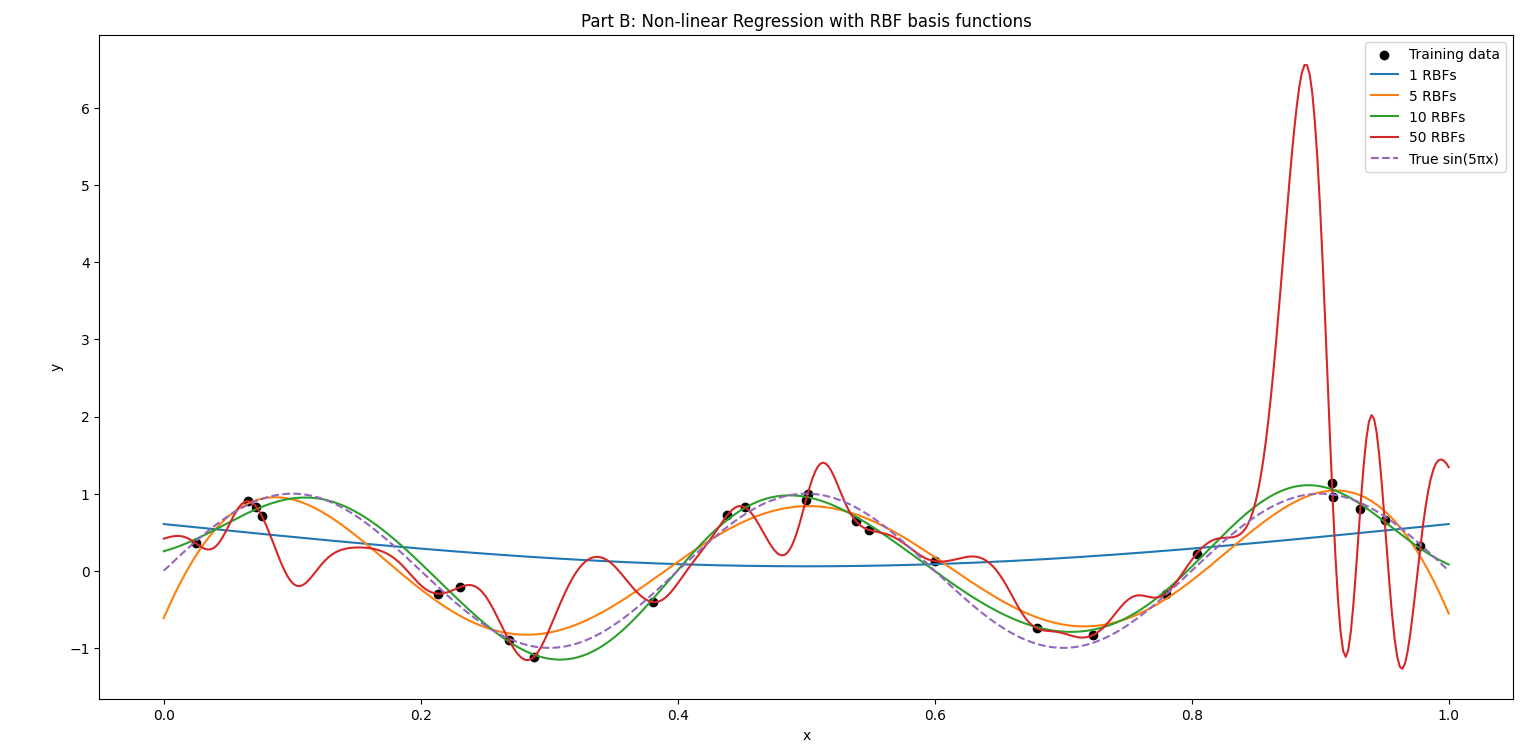 Part B: Non-linear Regression with RBF basis functions
Training data
1 RBFs
5 RBFs
10 RBFs
50 RBFs
True sin(5πx)
y
6
5
4
3
2
1
0
−1
0.0 0.2 0.4 0.6 0.8 1.0
x